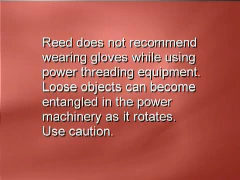 Reed does not recommend
wearing gloves while using
power threading equipment.
Loose objects can become
entangled in the power
machinery as it rotates.
Use caution.